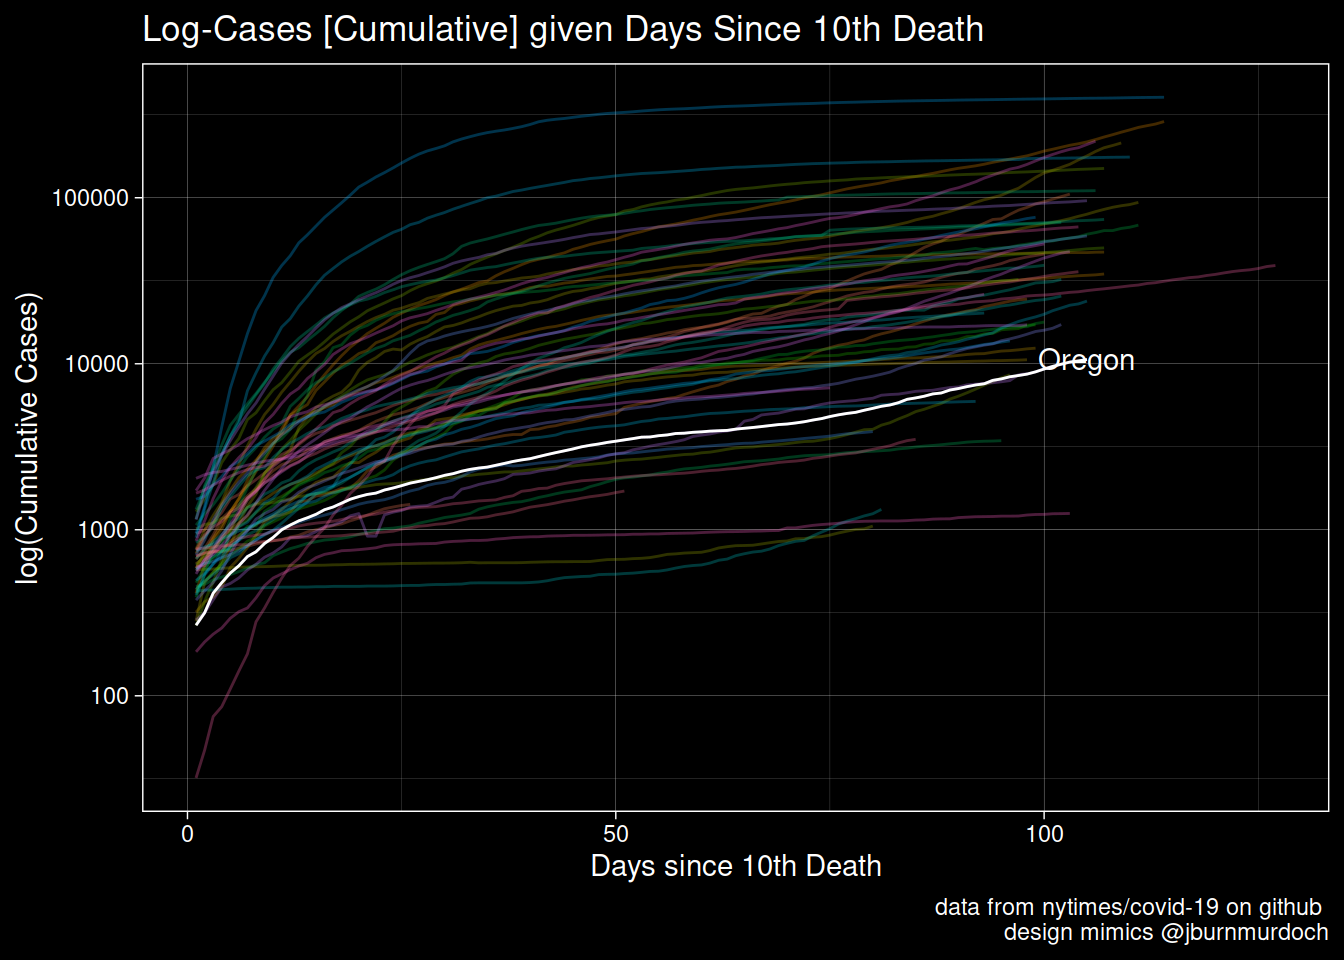 Log-Cases [Cumulative] given Days Since 10th Death
log(Cumulative Cases)
100000
10000
1000
100
Oregon
0
50
100
Days since 10th Death
data from nytimes/covid-19 on github
design mimics @jburnmurdoch